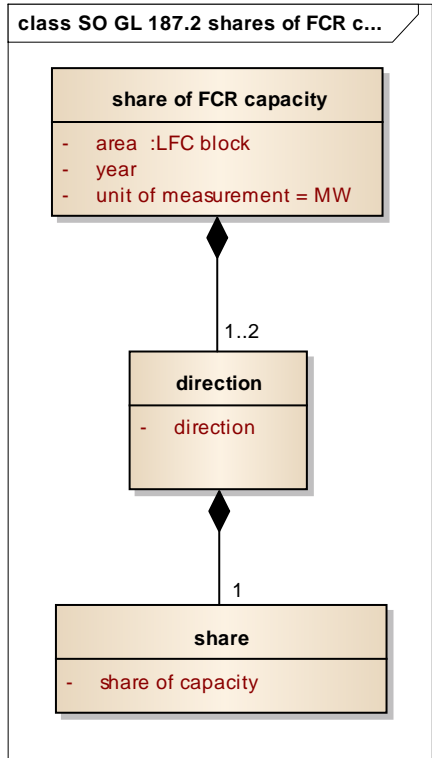 class SO GL 187.2 shares of FCR c...
share of FCR capacity
- area :LFC block
- year
- unit of measurement = MW
1..2
direction
- direction
1
share
- share of capacity